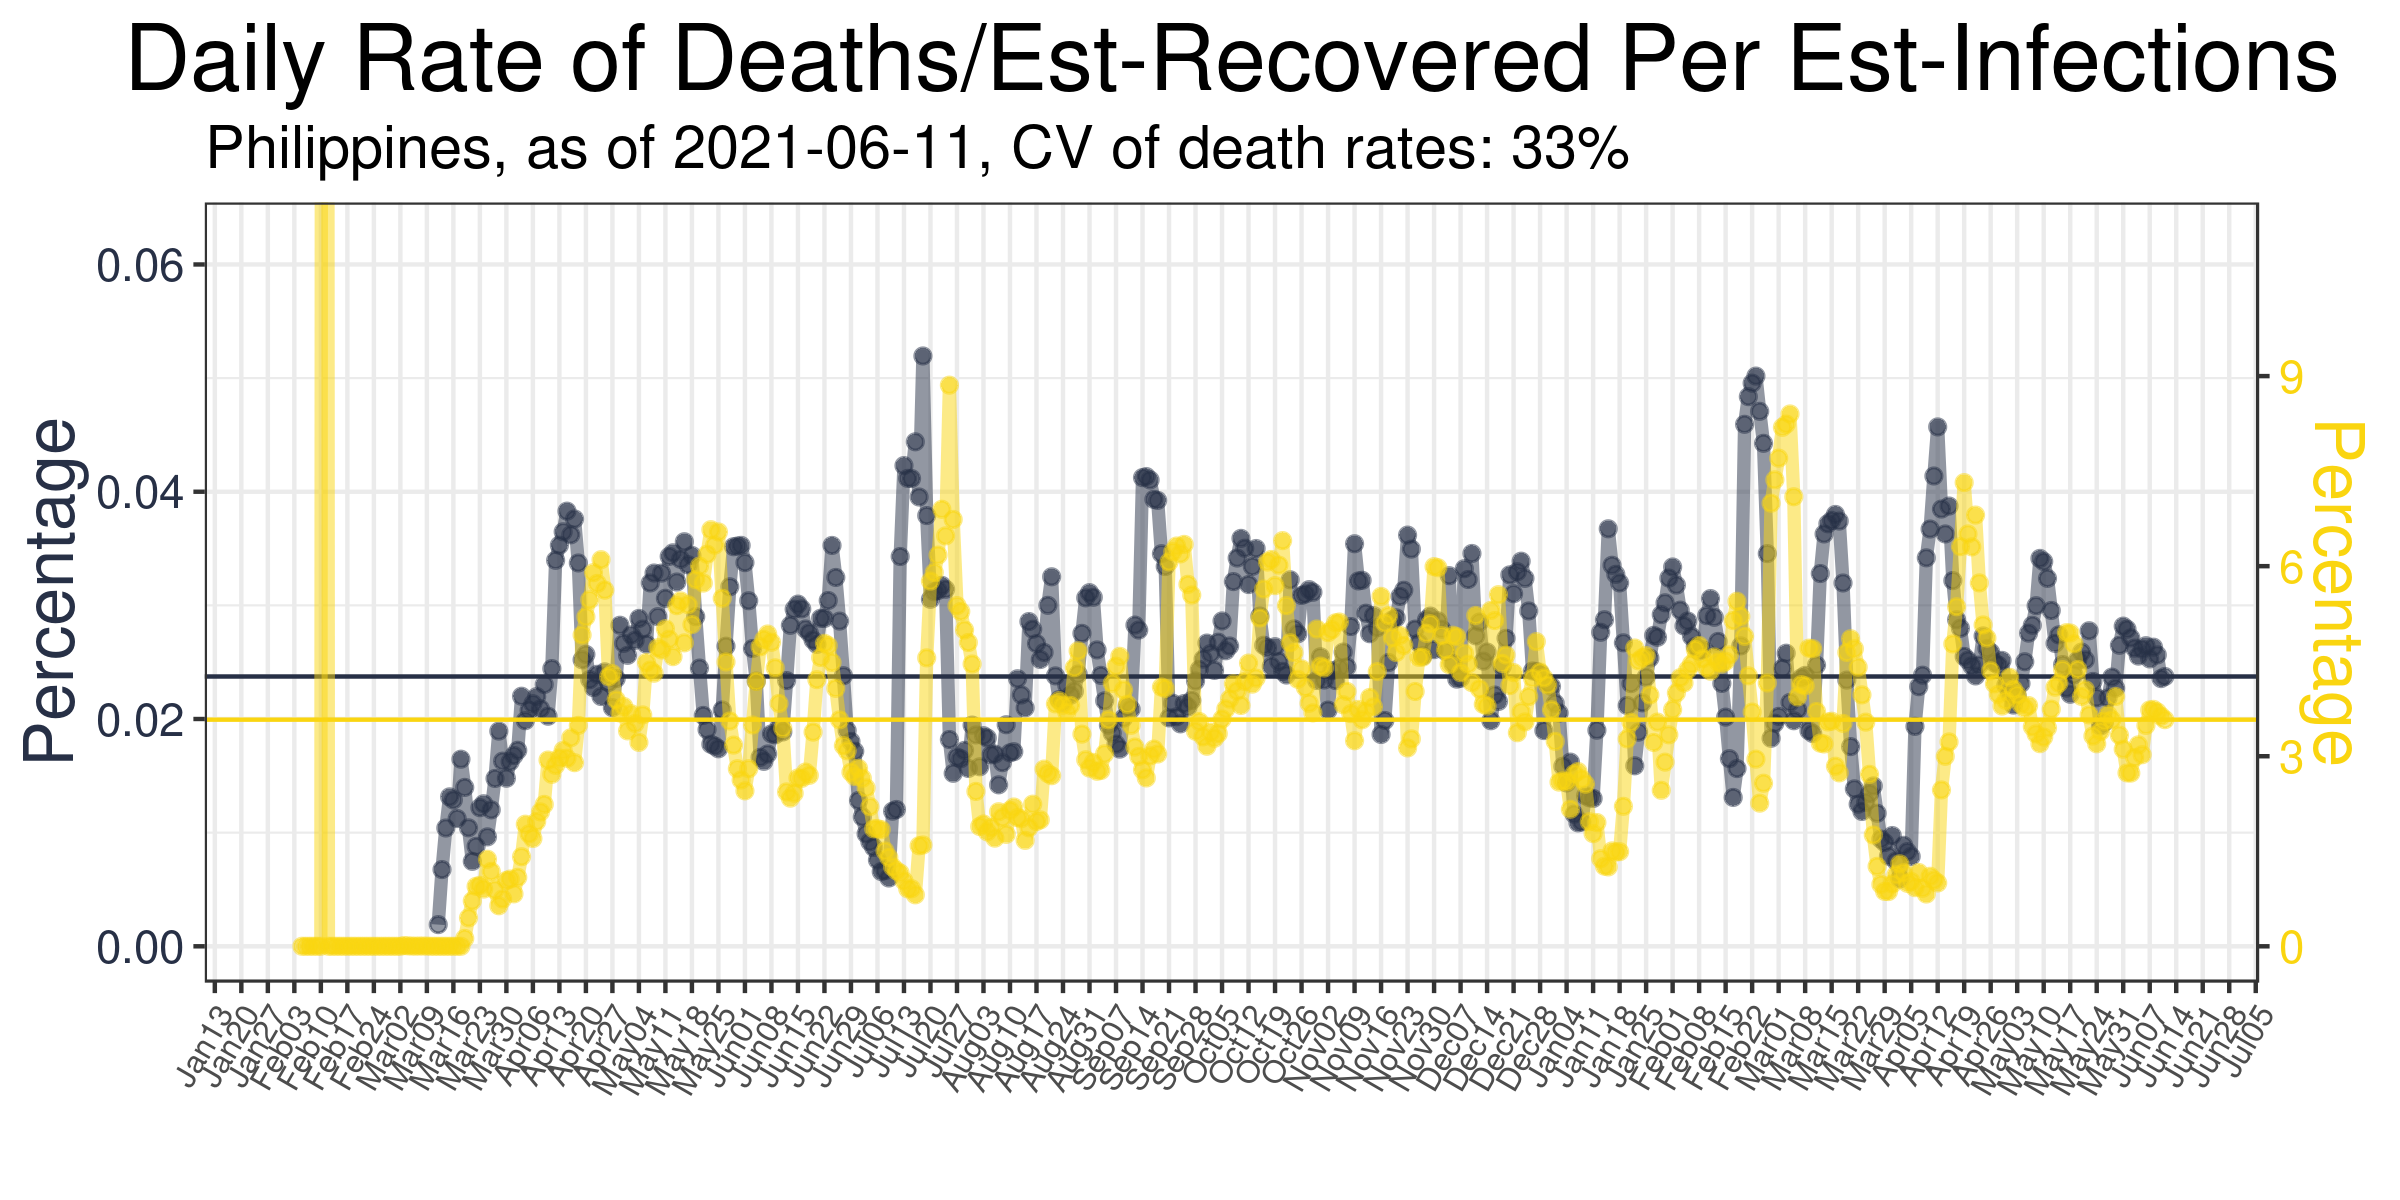 Daily Rate of Deaths/Est-Recovered Per Est-Infections
Philippines, as of 2021-06-11, CV of death rates: 33%
Percentage
0.06
0.04
0.02
0.00
9
6
3
0
Percentage
Jan13
Jan20
Jan27
Feb03
Feb10
Feb17
Feb24
Mar02
Mar09
Mar16
Mar23
Mar30
Apr06
Apr13
Apr20
Apr27
May04
May11
May18
May25
Jun01
Jun08
Jun15
Jun22
Jun29
Jul06
Jul13
Jul20
Jul27
Aug03
Aug10
Aug17
Aug24
Aug31
Sep07
Sep14
Sep21
Sep28
Oct05
Oct12
Oct19
Oct26
Nov02
Nov09
Nov16
Nov23
Nov30
Dec07
Dec14
Dec21
Dec28
Jan04
Jan11
Jan18
Jan25
Feb01
Feb08
Feb15
Feb22
Mar01
Mar08
Mar15
Mar22
Mar29
Apr05
Apr12
Apr19
Apr26
May03
May10
May17
May24
May31
Jun07
Jun14
Jun21
Jun28
Jul05